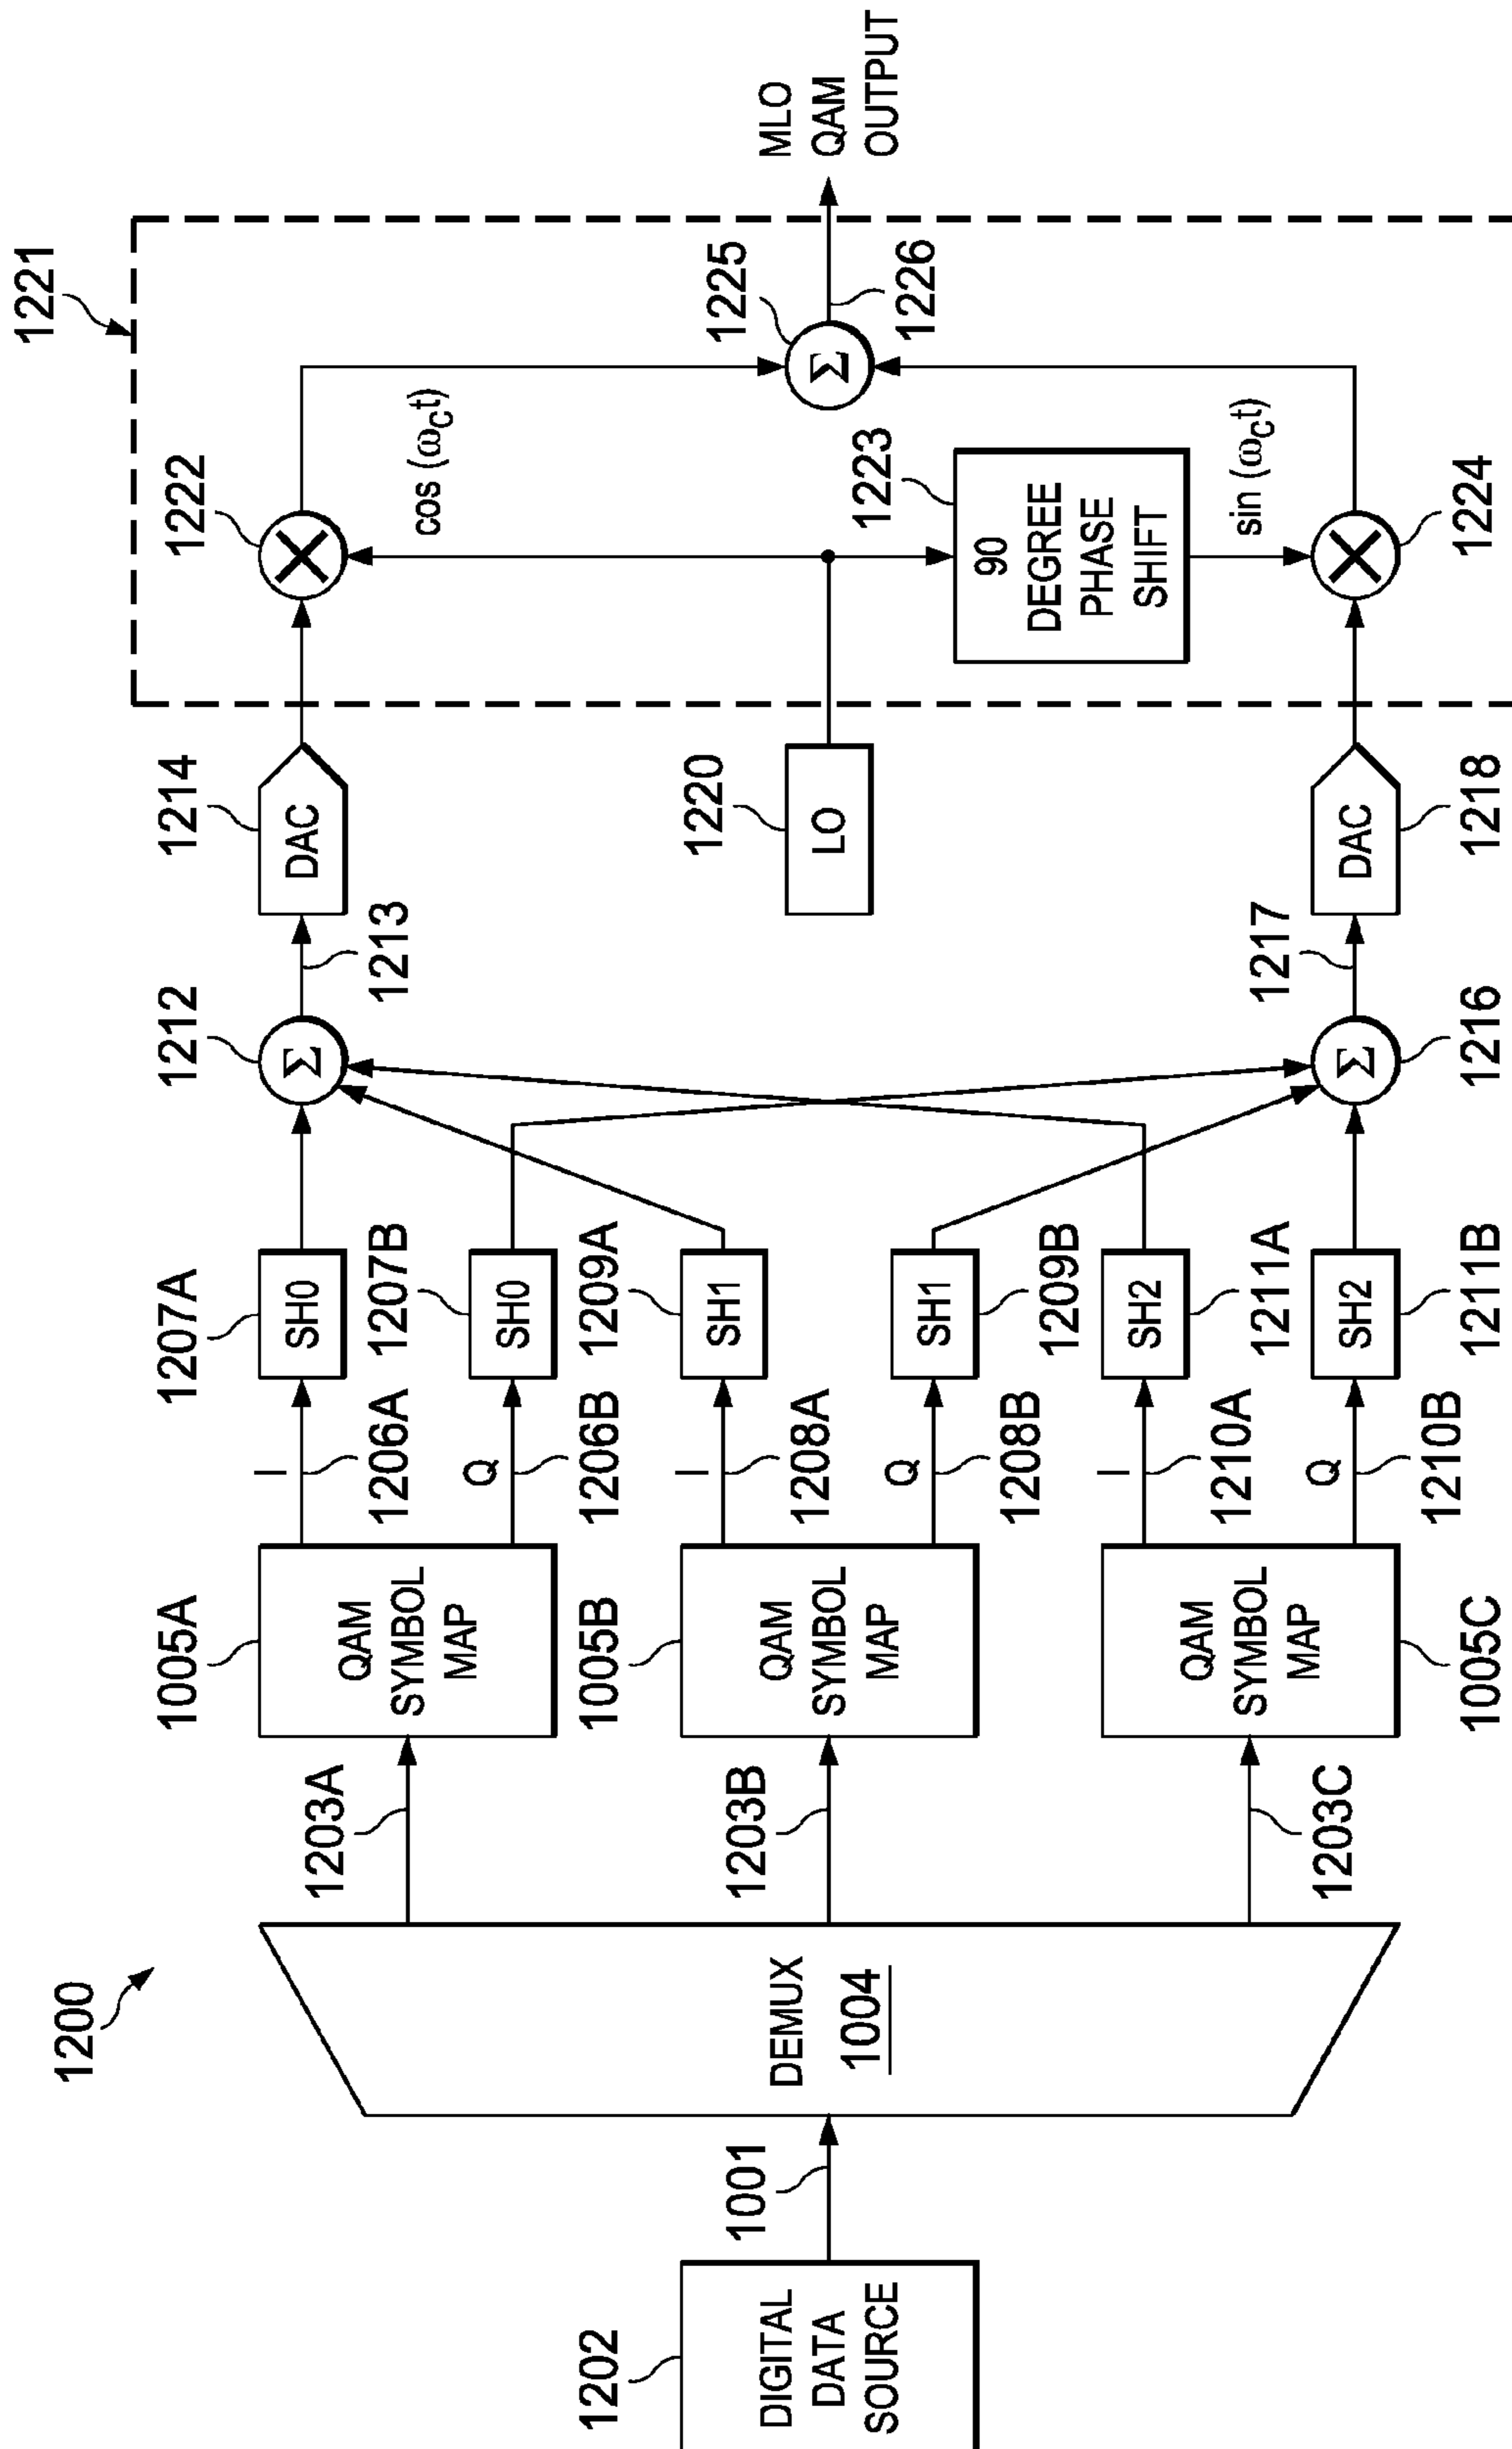 1200
1202
DIGITAL
DATA
SOURCE
1001
DEMUX
1004
1203A
1203B
1203C
1005A
QAM
SYMBOL
MAP
1005B
QAM
SYMBOL
MAP
QAM
SYMBOL
MAP
1005C
I
1206A
Q
1206B
I
1208A
Q
1208B
I
1210A
Q
1210B
1207A
SH0
1207B
SH0
1209A
SH1
SH1
1209B
SH2
1211A
SH2
1211B
1212
Σ
1213
1217
Σ
1216
1214
DAC
1220
LO
DAC
1218
1221
1222
cos (ωct)
1223
90
DEGREE
PHASE
SHIFT
sin (ωct)
1224
1225
Σ
1226
MLO
QAM
OUTPUT